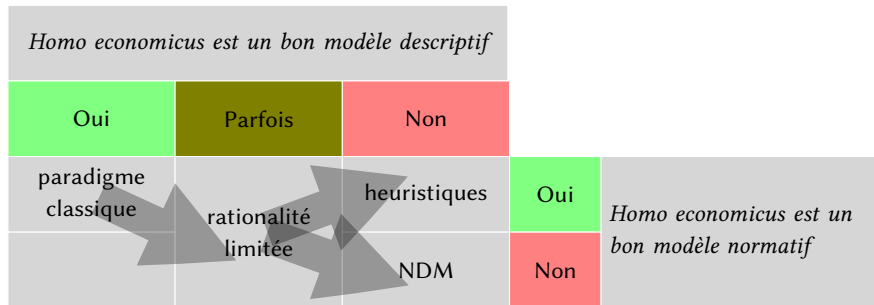 Homo economicus est un bon modèle descriptif
Oui
Parfois
Non
paradigme
classique
rationalité
limitée
heuristiques
Oui
Homo economicus est un
bon modèle normatif
NDM
Non